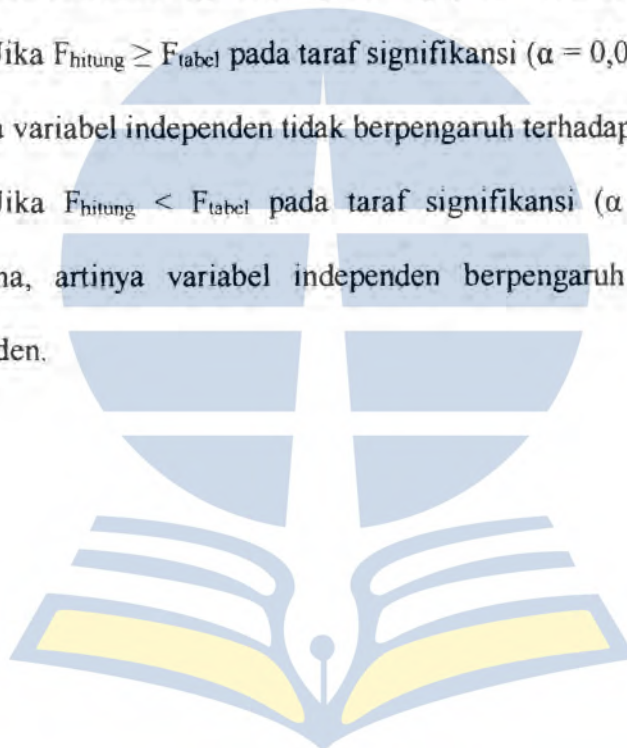 Jika Fhitung ≥ Ftabel pada taraf signifikansi (α = 0,0
variabel independen tidak berpengaruh terhadap
Jika Fhitung < Ftabel pada taraf signifikansi (α
na, artinya variabel independen berpengaruh
den.